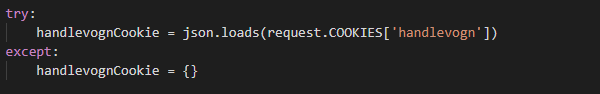 try:
    handlevognCookie = json.loads(request.COOKIES['handlevogn'])
except:
    handlevognCookie = {}